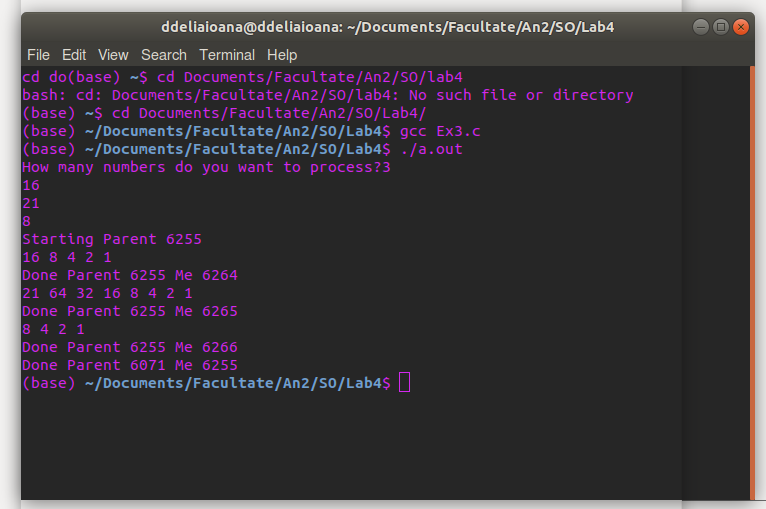 ddeliaioana@ddeliaioana: ~/Documents/Facultate/An2/SO/Lab4
File Edit View Search Terminal Help
cd do(base) ~$ cd Documents/Facultate/An2/SO/lab4
bash: cd: Documents/Facultate/An2/SO/lab4: No such file or directory
(base) ~$ cd Documents/Facultate/An2/SO/Lab4/
(base) ~/Documents/Facultate/An2/SO/Lab4$ gcc Ex3.c
(base) ~/Documents/Facultate/An2/SO/Lab4$ ./a.out
How many numbers do you want to process?3
16
21
8
Starting Parent 6255
16 8 4 2 1
Done Parent 6255 Me 6264
21 64 32 16 8 4 2 1
Done Parent 6255 Me 6265
8 4 2 1
Done Parent 6255 Me 6266
Done Parent 6071 Me 6255
(base) ~/Documents/Facultate/An2/SO/Lab4$